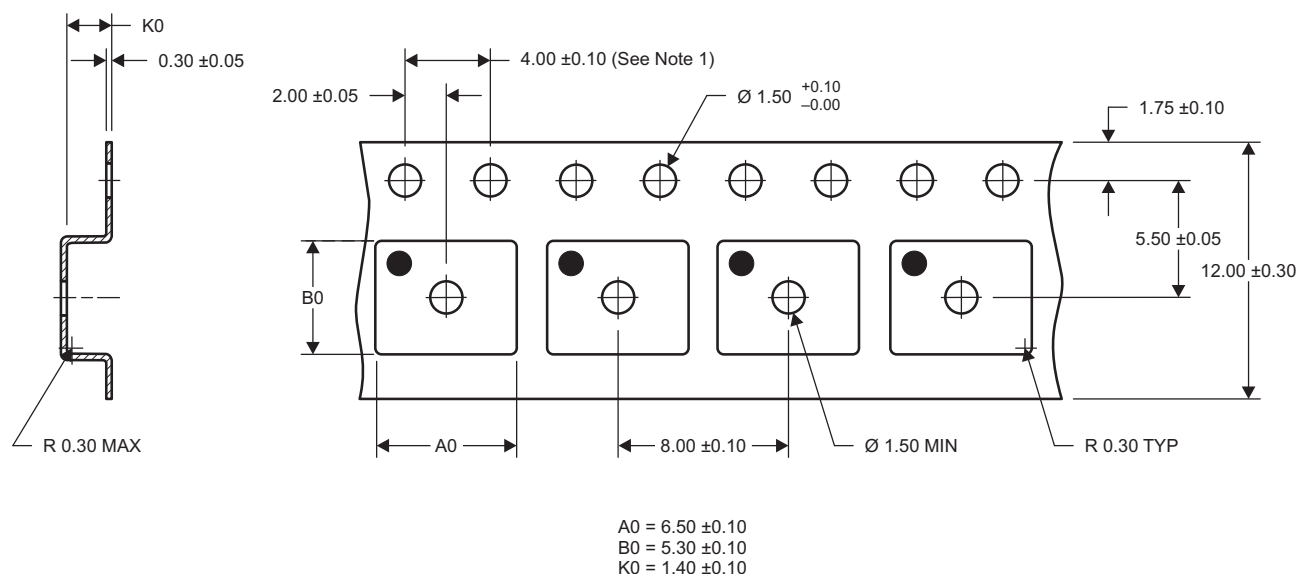 K0
0.30 ±0.05
4.00 ±0.10 (See Note 1)
2.00 ±0.05
Ø 1.50 +0.10 –0.00
1.75 ±0.10
5.50 ±0.05
12.00 ±0.30
B0
R 0.30 MAX
A0
8.00 ±0.10
Ø 1.50 MIN
R 0.30 TYP
A0 = 6.50 ±0.10
B0 = 5.30 ±0.10
K0 = 1.40 ±0.10